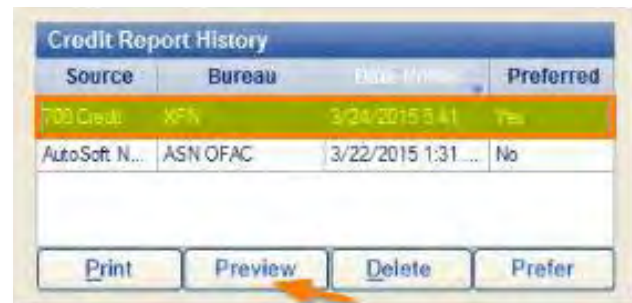 Credit Report History
Source Bureau Preferred
700 Credit XPN 3/24/2015 5:41 Yes
AutoSoft N... ASN OFAC 3/22/2015 1:31 ... No
Print Preview Delete Prefer